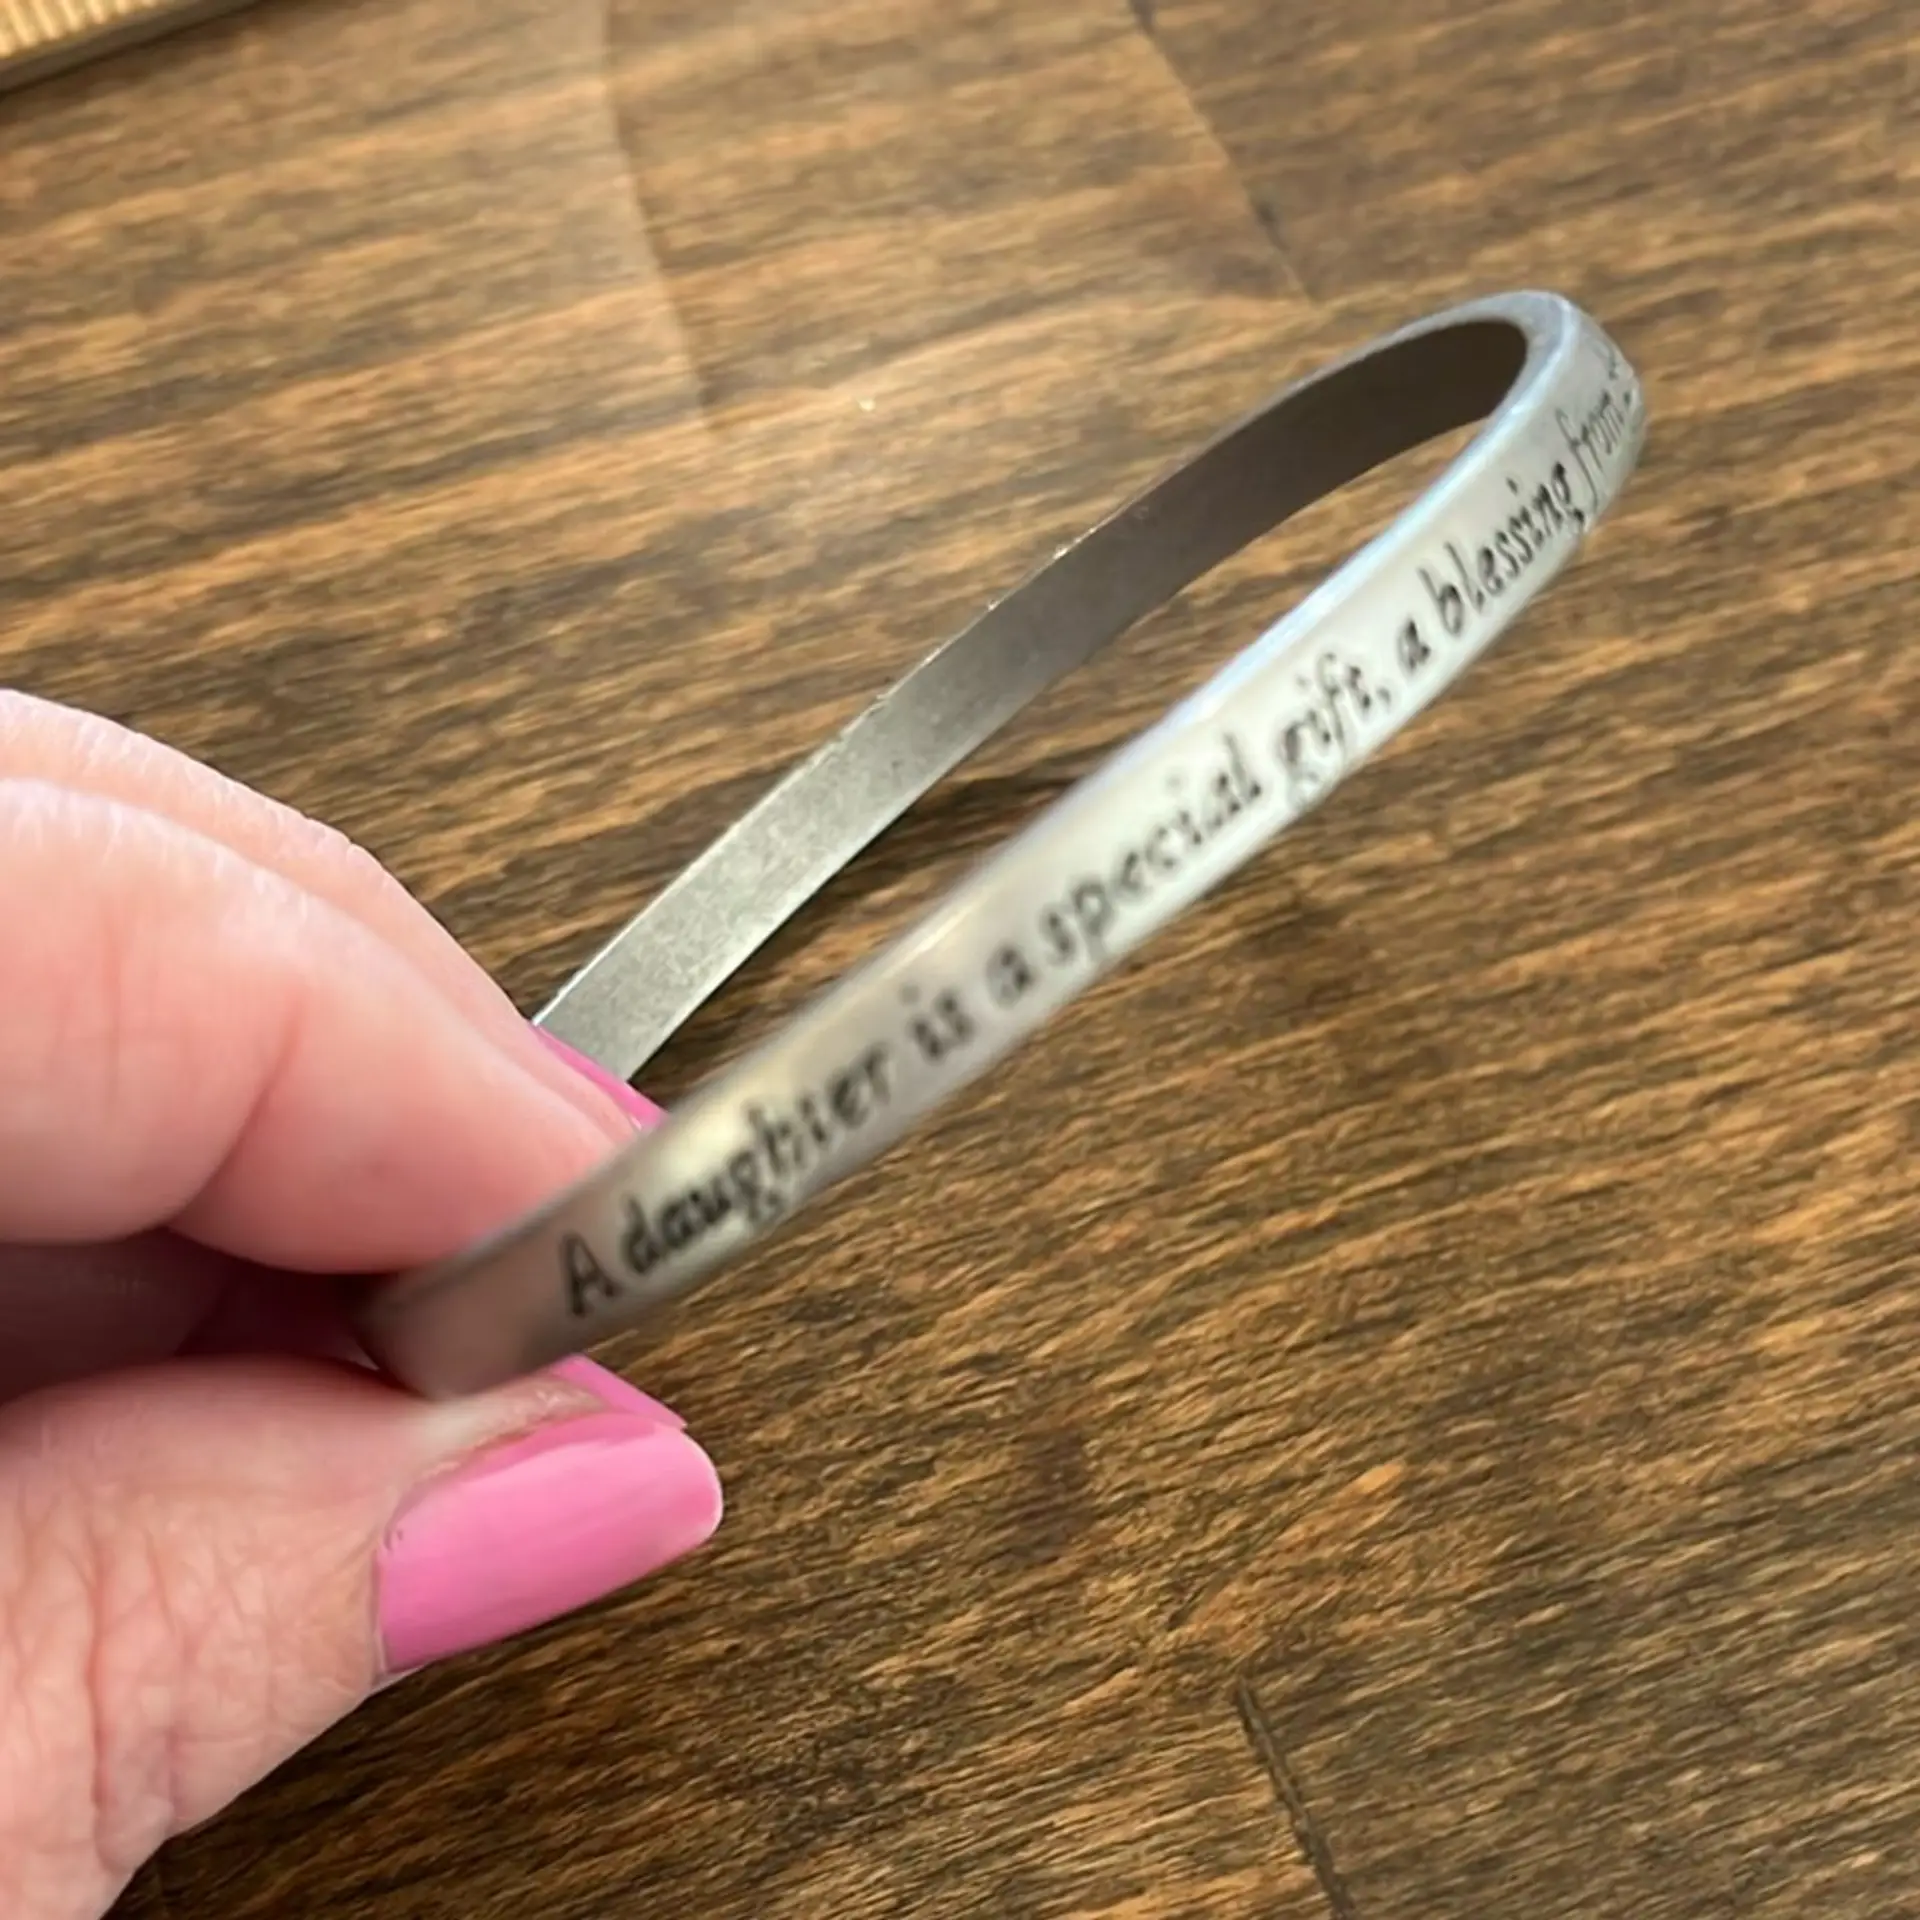 A daughter is a special gift, a blessing from